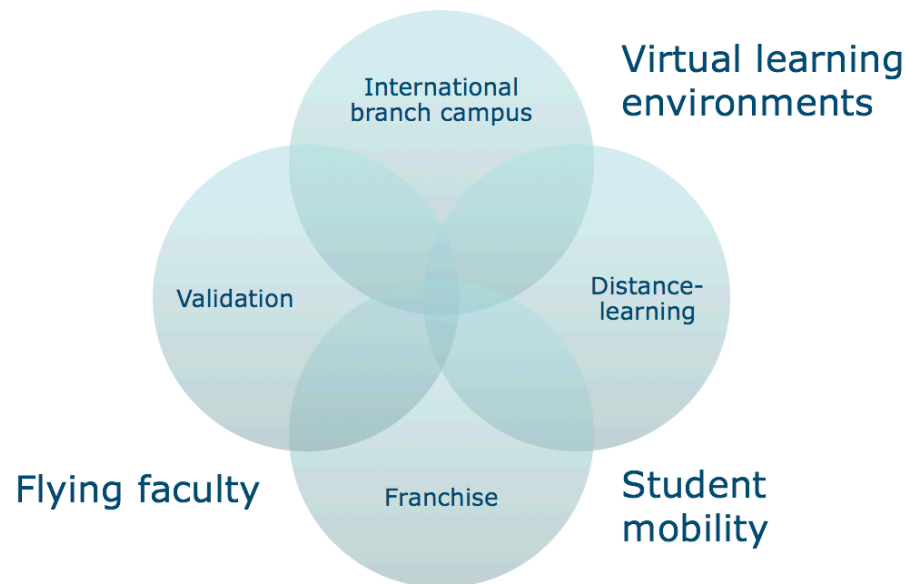 International
branch campus
Virtual learning
environments
Validation
Distance-
learning
Flying faculty
Franchise
Student
mobility